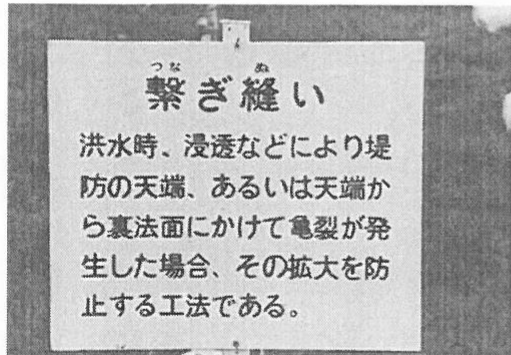 つな ぬ
繋ぎ縫い
洪水時、浸透などにより堤
防の天端、あるいは天端か
ら裏法面にかけて亀裂が発
生した場合、その拡大を防
止する工法である。